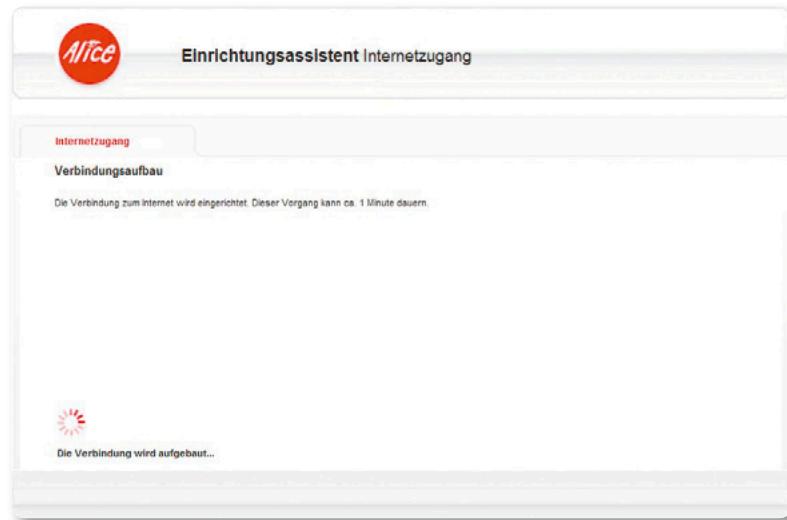 Alice
Einrichtungsassistent Internetzugang
Internetzugang
Verbindungsaufbau
Die Verbindung zum Internet wird eingerichtet. Dieser Vorgang kann ca. 1 Minute dauern.
Die Verbindung wird aufgebaut...